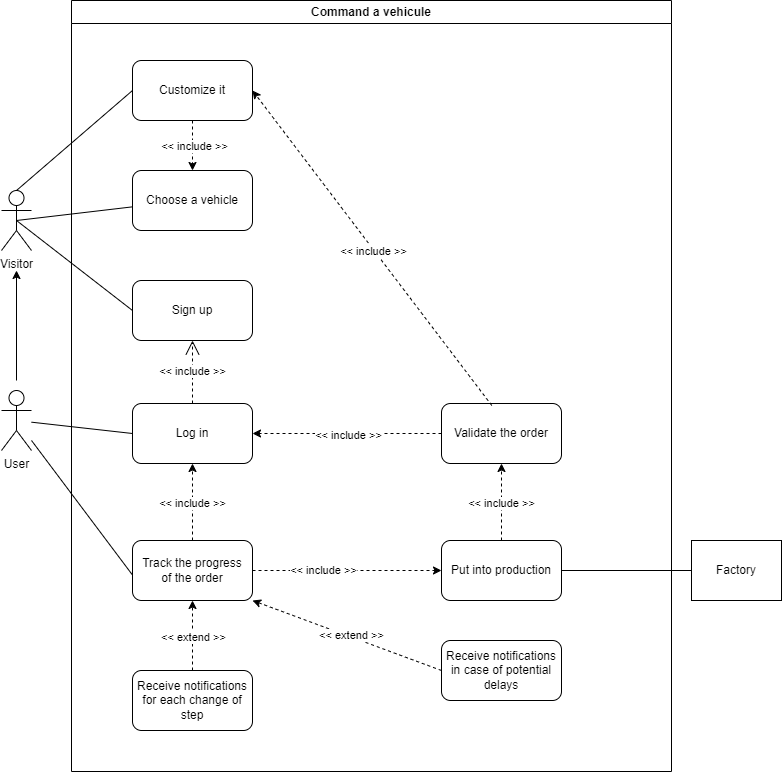 Command a vehicule
Customize it
<< include >>
Choose a vehicle
<< include >>
Visitor
Sign up
<< include >>
Log in
<< include >>
Validate the order
User
<< include >>
<< include >>
Track the progress
of the order
<< include >>
Put into production
Factory
<< extend >>
<< extend >>
Receive notifications
in case of potential
delays
Receive notifications
for each change of
step